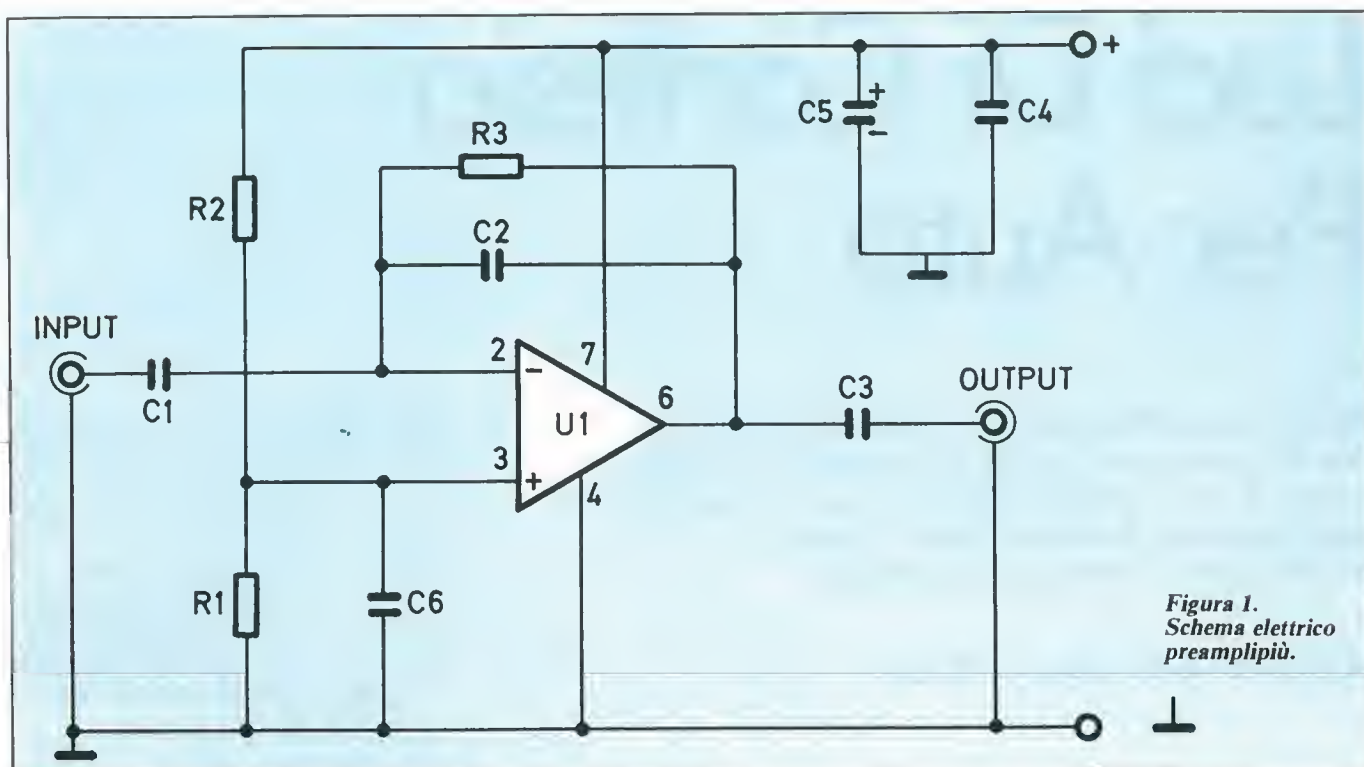 +
C5
+
-
C4
R3
R2
C2
INPUT
C1
2
-
7
6
U1
3
+
4
C3
OUTPUT
R1
C6
Figura 1.
Schema elettrico
preamplipiù.